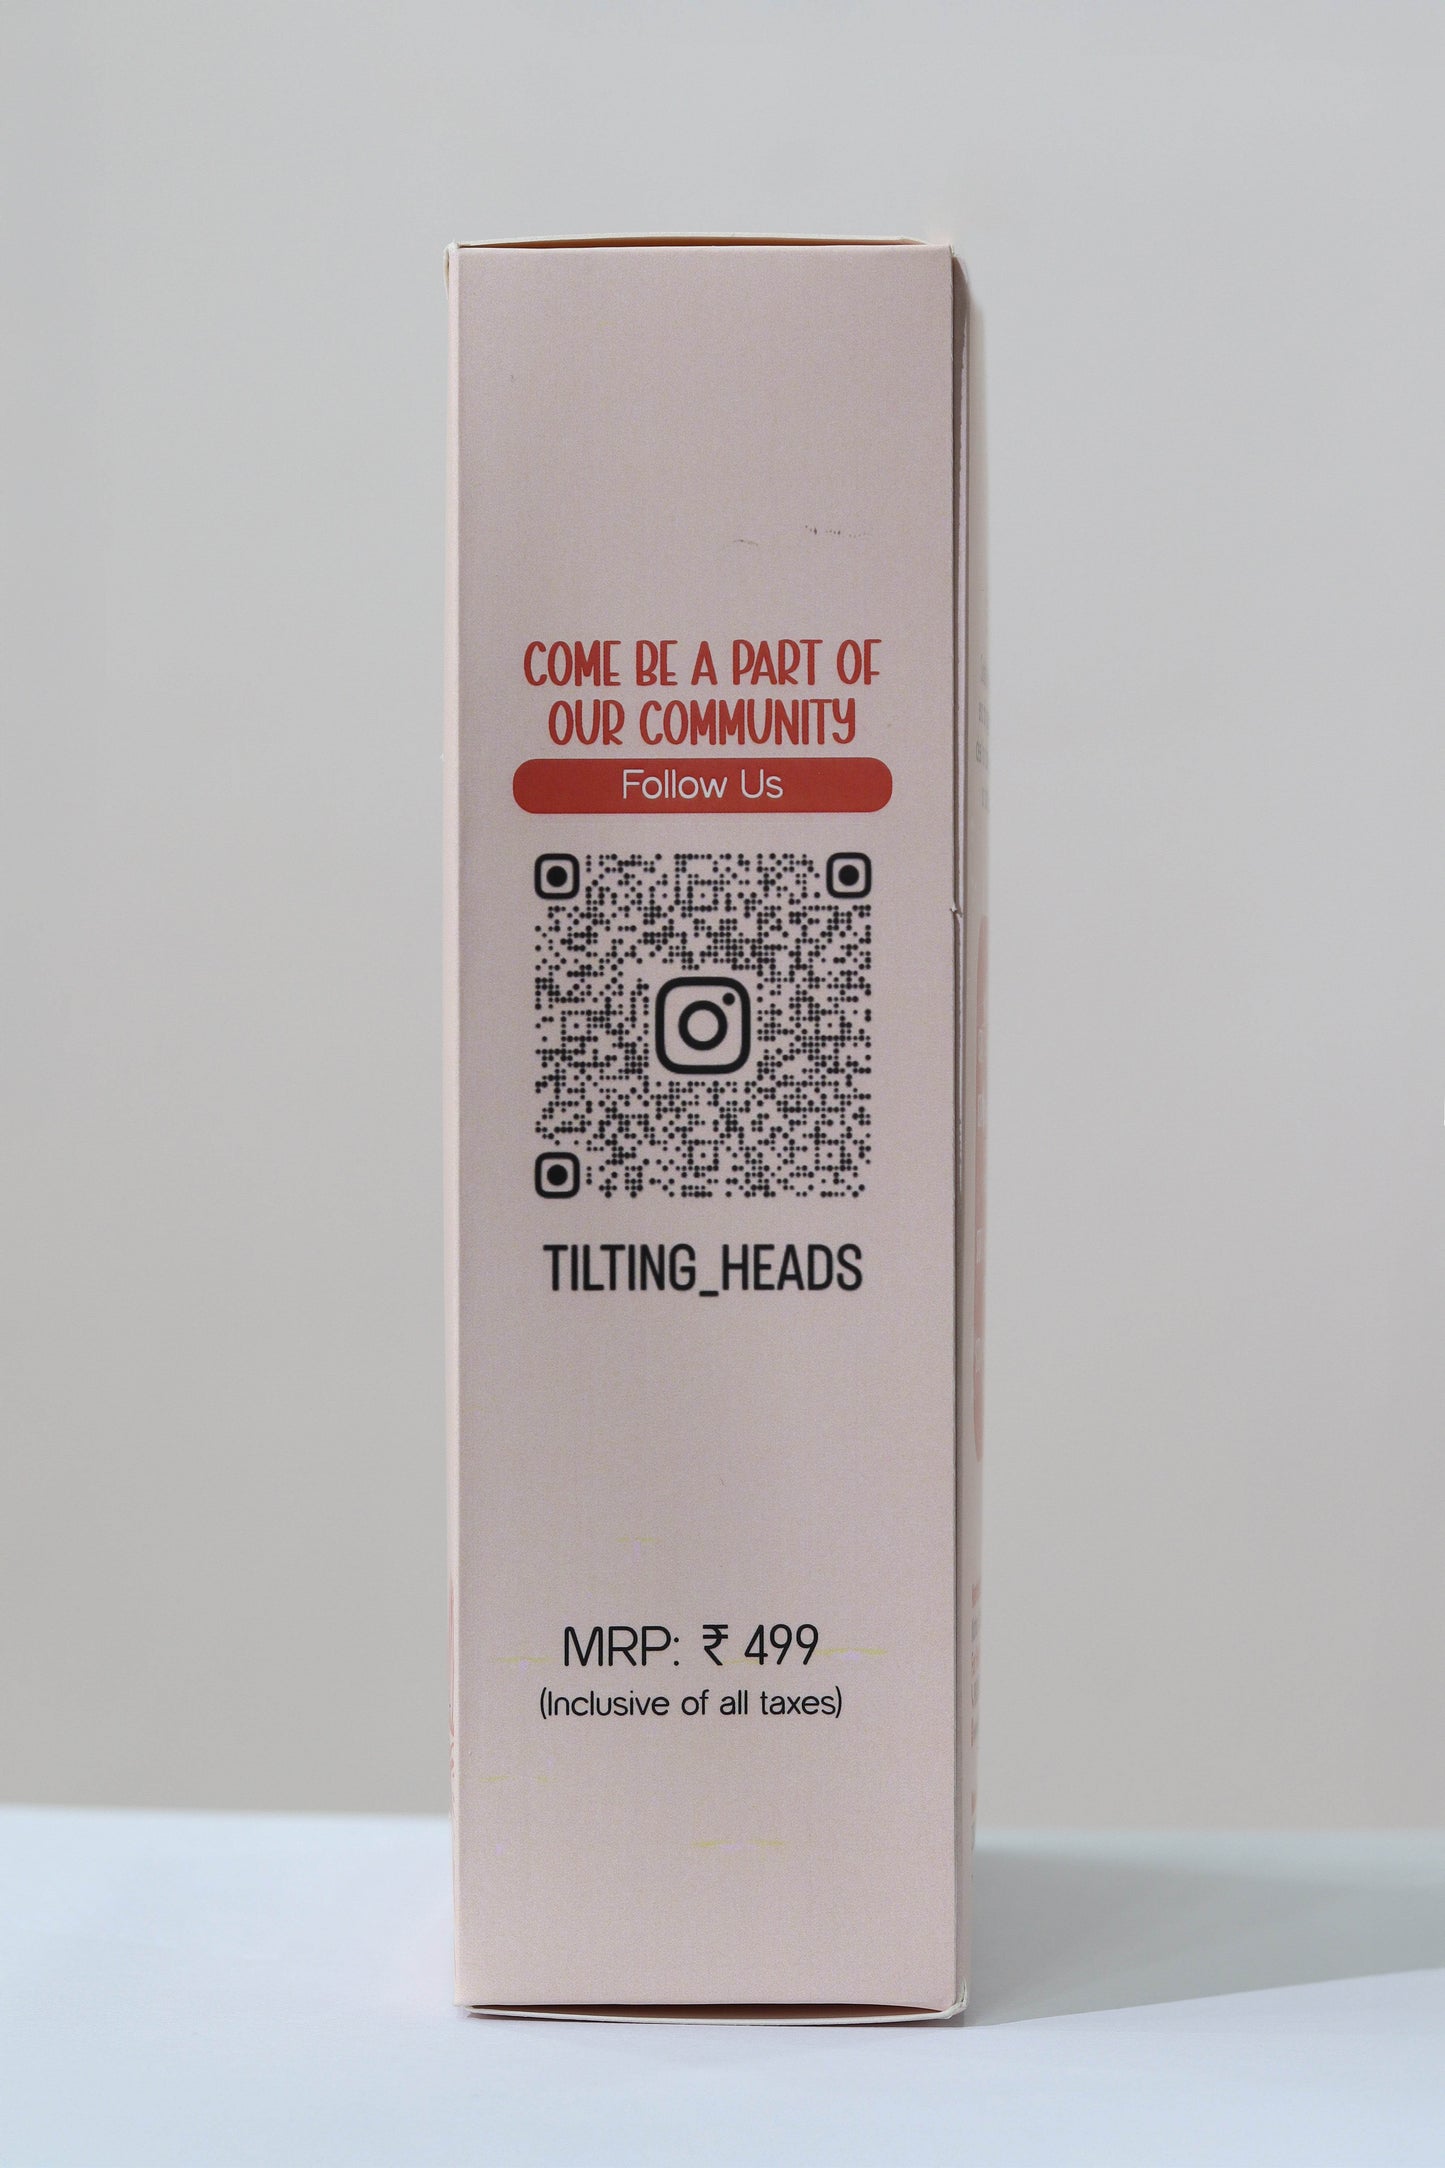 COME BE A PART OF
OUR COMMUNITY
Follow Us
TILTING_HEADS
MRP: ₹ 499
(Inclusive of all taxes)